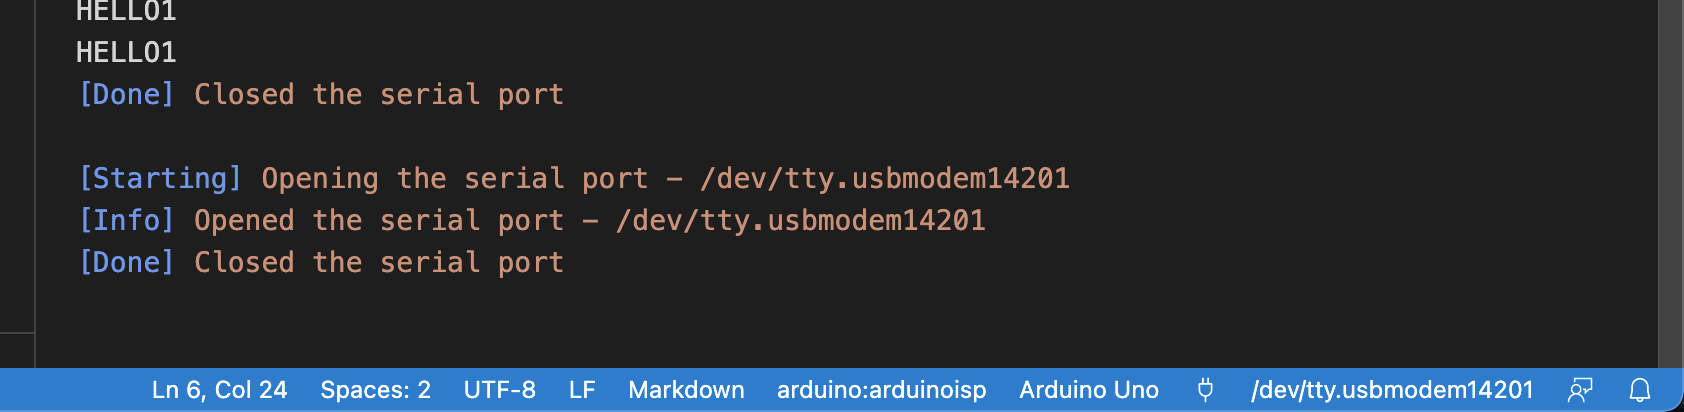 HELLO1
HELLO1
[Done] Closed the serial port
[Starting] Opening the serial port - /dev/tty.usbmodem14201
[Info] Opened the serial port - /dev/tty.usbmodem14201
[Done] Closed the serial port
Ln 6, Col 24 Spaces: 2 UTF-8 LF Markdown arduino:arduinoisp Arduino Uno /dev/tty.usbmodem14201